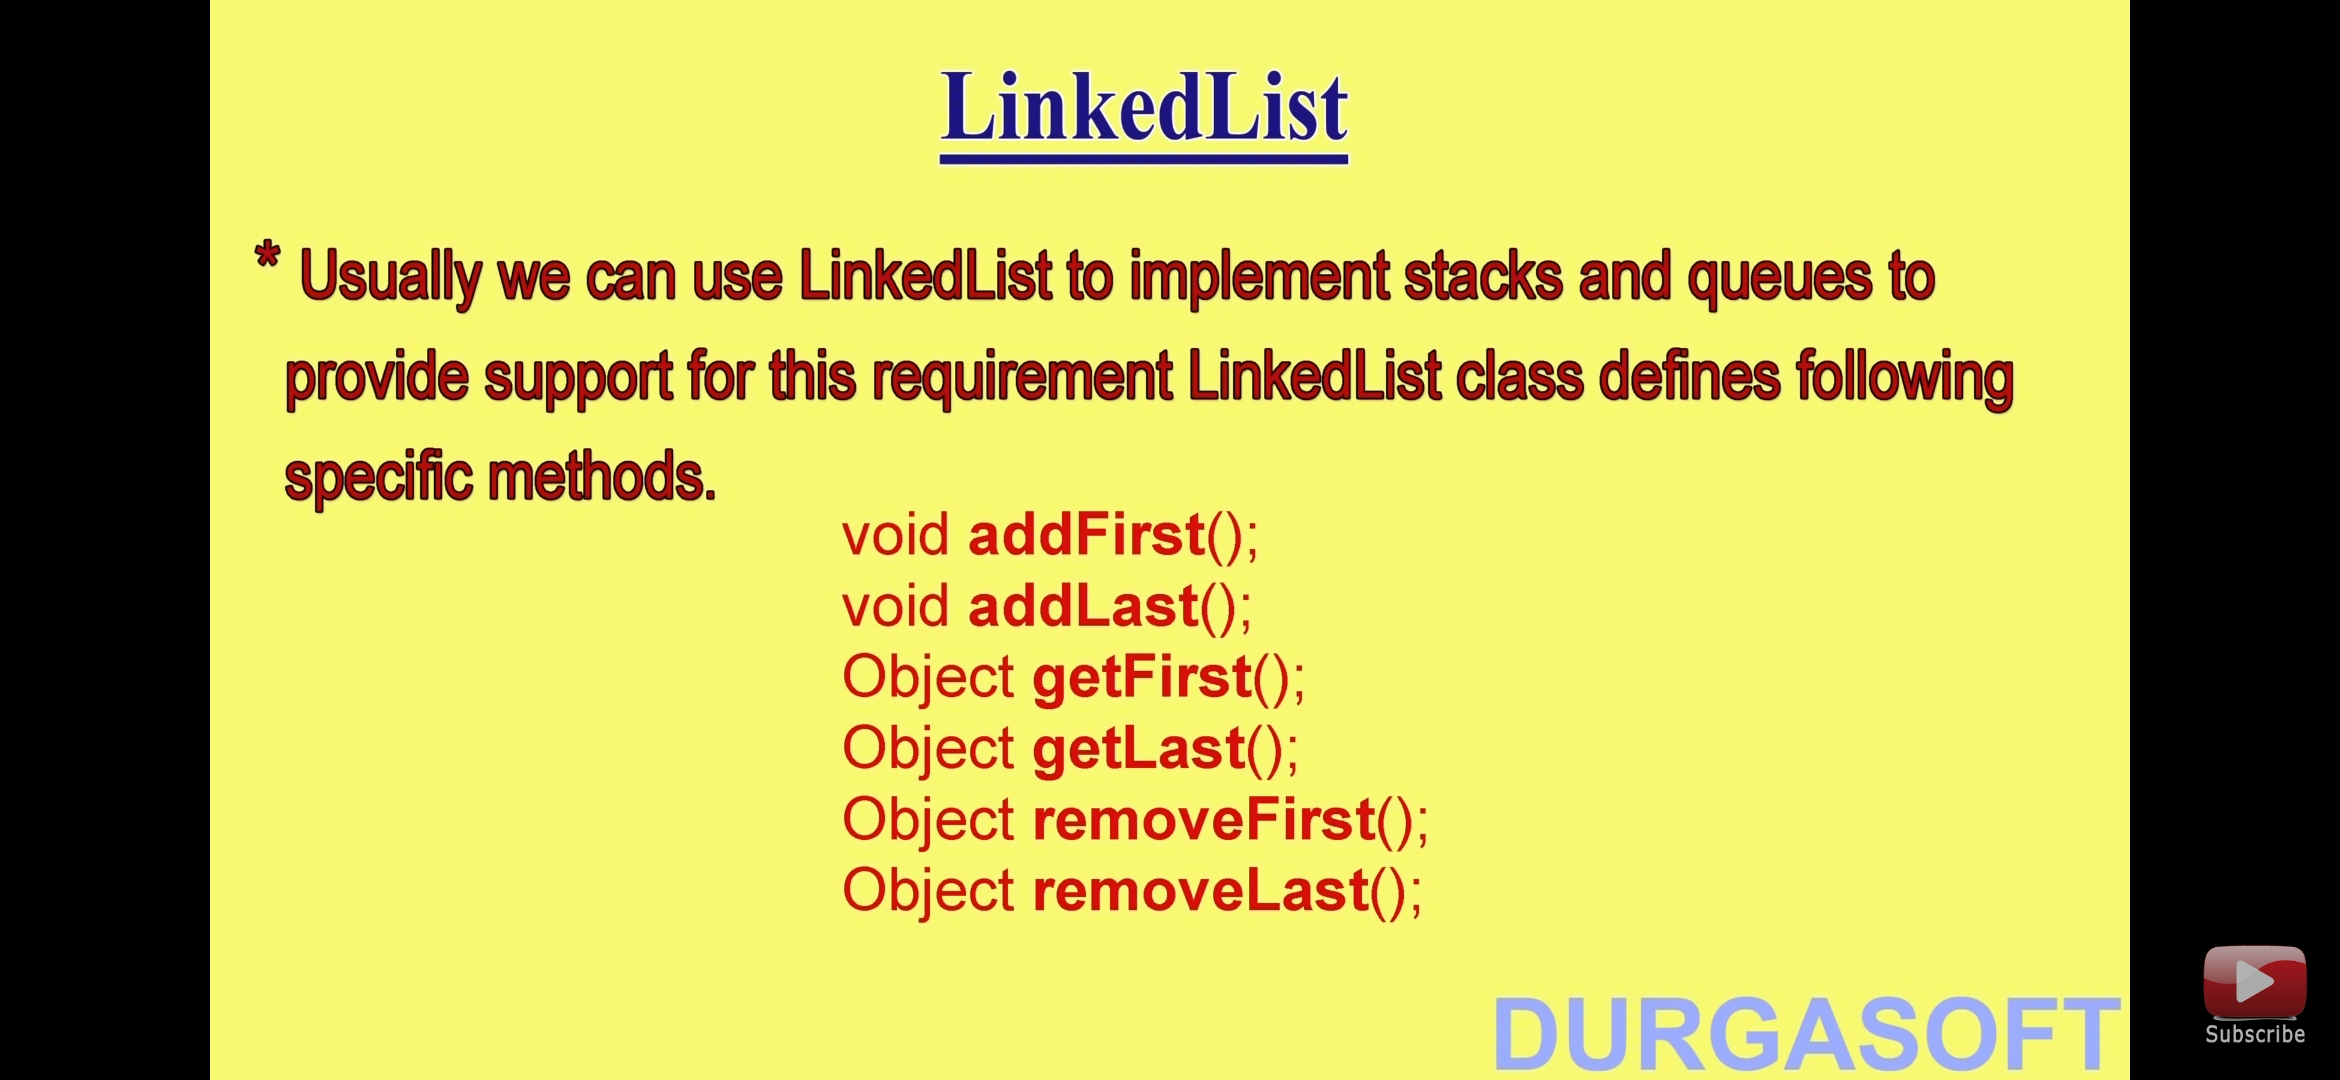 LinkedList
* Usually we can use LinkedList to implement stacks and queues to
provide support for this requirement LinkedList class defines following
specific methods.
void addFirst();
void addLast();
Object getFirst();
Object getLast();
Object removeFirst();
Object removeLast();
DURGASOFT
Subscribe